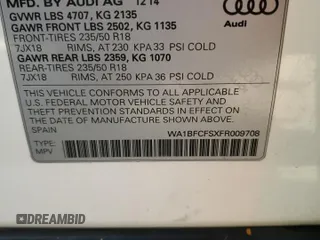 MFD. BY AUDI AG 12 14
GVWR LBS 4707, KG 2135
GAWR FRONT LBS 2502, KG 1135
FRONT-TIRES 235/50 R18
7JX18 RIMS, AT 230 KPA 33 PSI COLD
GAWR REAR LBS 2359, KG 1070
REAR-TIRES 235/50 R18
7JX18 RIMS, AT 250 KPA 36 PSI COLD
Audi
THIS VEHICLE CONFORMS TO ALL APPLICABLE
U.S. FEDERAL MOTOR VEHICLE SAFETY, BUMPER,
AND THEFT PREVENTION STANDARDS IN EFFECT
ON THE DATE OF MANUFACTURE SHOWN ABOVE.
SPAIN
WA1BFCFSXFR009708
TYPE:
MPV
DREAMBID